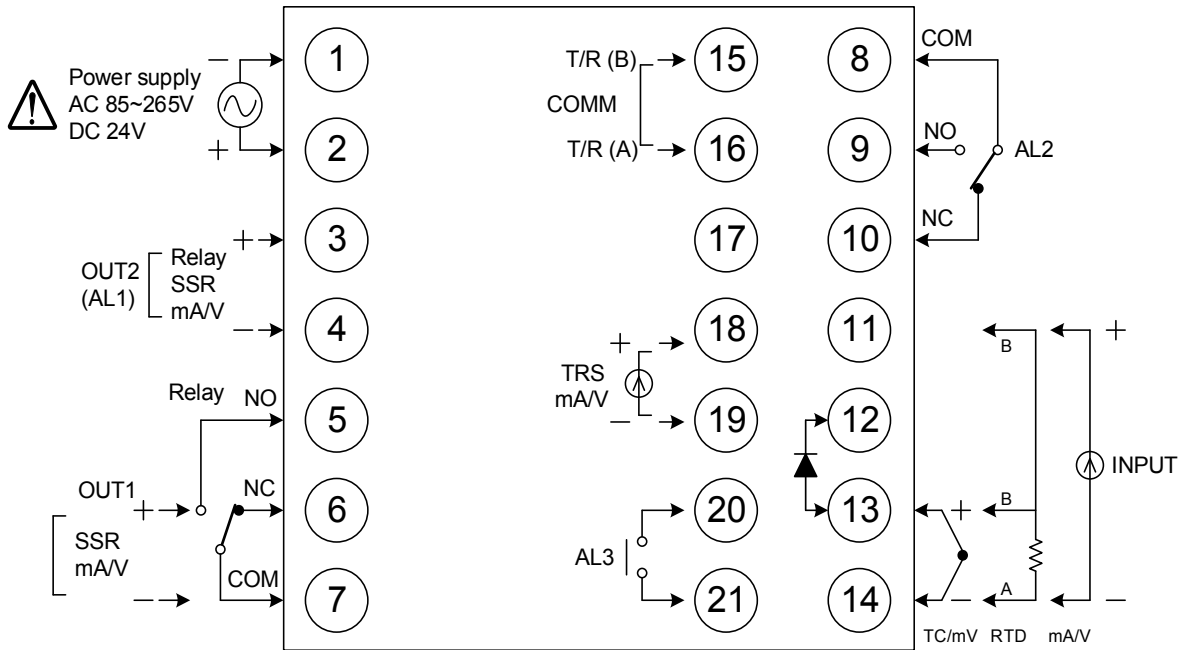 Power supply
AC 85~265V
DC 24V
−
+
1
2
OUT2
(AL1)
Relay
SSR
mA/V
+
−
3
4
Relay
NO
5
OUT1
+
NC
6
SSR
mA/V
−
COM
7
T/R (B)
COMM
T/R (A)
15
16
17
TRS
mA/V
+
−
18
19
AL3
20
21
8
COM
9
NO
AL2
10
NC
11
12
13
14
B
+
+
B
INPUT
−
A
−
TC/mV RTD mA/V